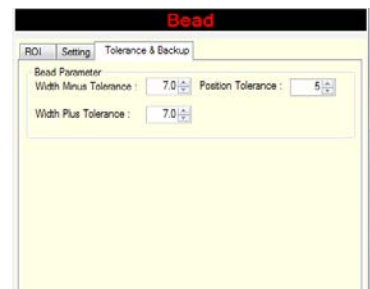 Bead
ROI Setting Tolerance & Backup
Bead Parameter
Width Minus Tolerance : 7.0 Position Tolerance : 5
Width Plus Tolerance : 7.0